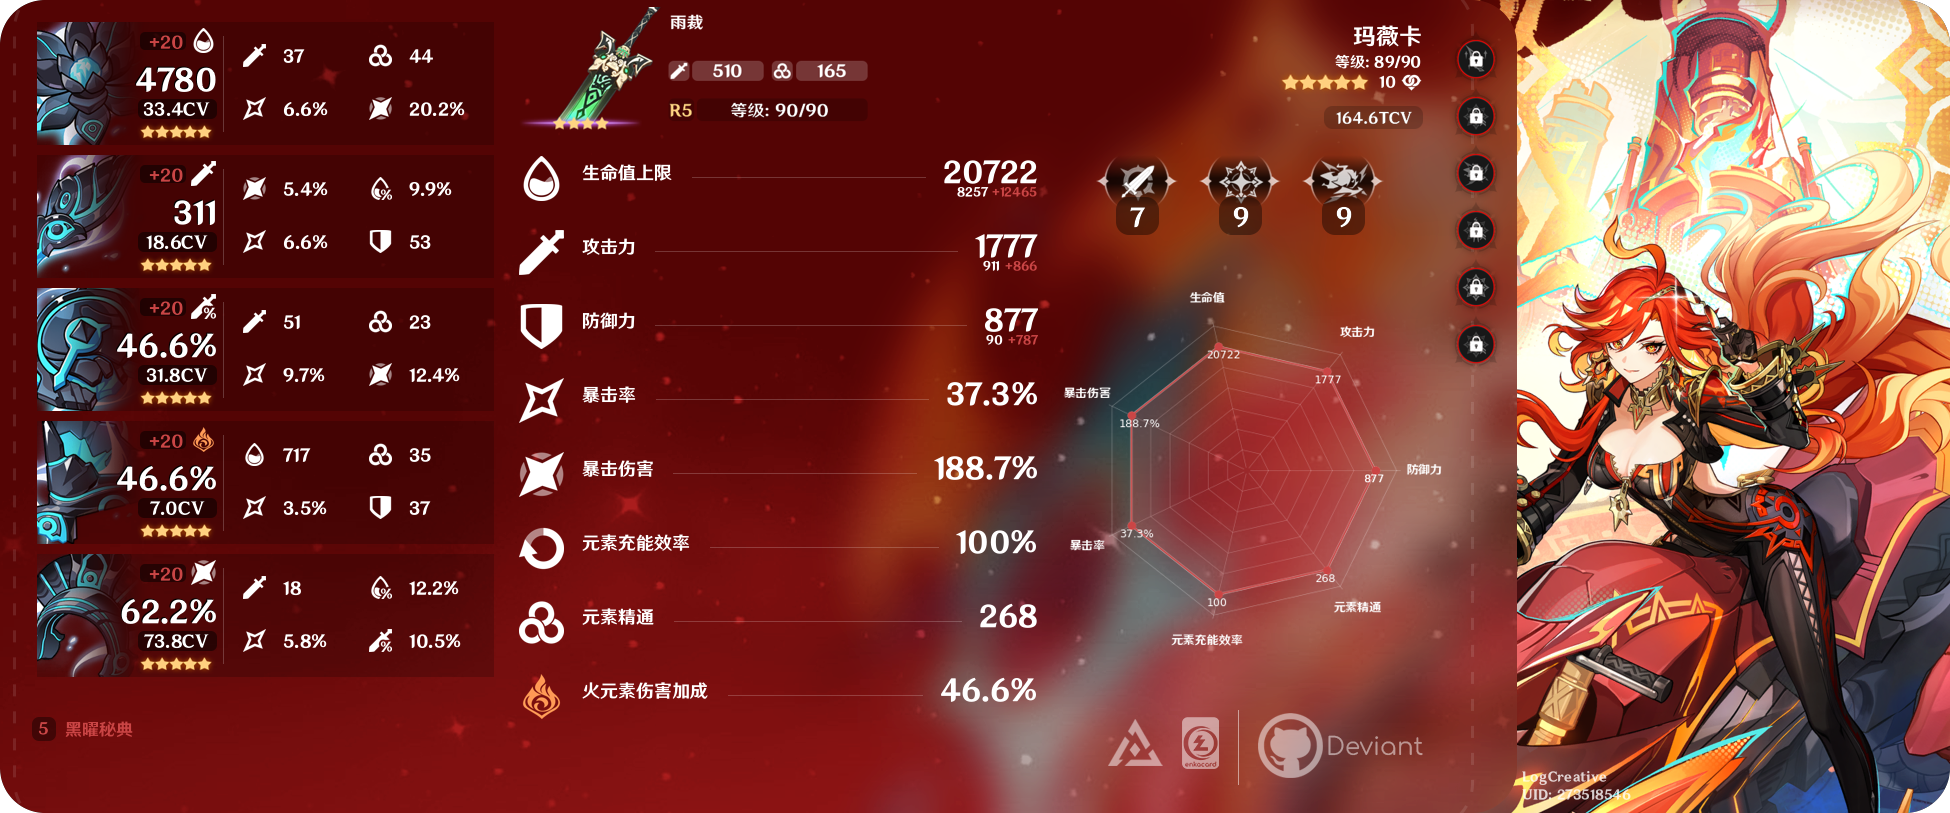 +20
4780
33.4CV
37
44
6.6%
20.2%
+20
311
18.6CV
5.4%
9.9%
6.6%
53
+20
46.6%
31.8CV
51
23
9.7%
12.4%
+20
46.6%
7.0CV
717
35
3.5%
37
+20
62.2%
73.8CV
18
12.2%
5.8%
10.5%
5 黑曜秘典
雨裁
510 165
R5 等级: 90/90
生命值上限 20722
8257 +12465
攻击力 1777
911 +866
防御力 877
90 +787
暴击率 37.3%
暴击伤害 188.7%
元素充能效率 100%
元素精通 268
火元素伤害加成 46.6%
玛薇卡
等级: 89/90
10
164.6TCV
7 9 9
生命值
攻击力
20722
1777
暴击伤害
188.7%
防御力
877
37.3%
暴击率
268
100
元素精通
元素充能效率
enkacard
Deviant
LogCreative
UID: 273518546